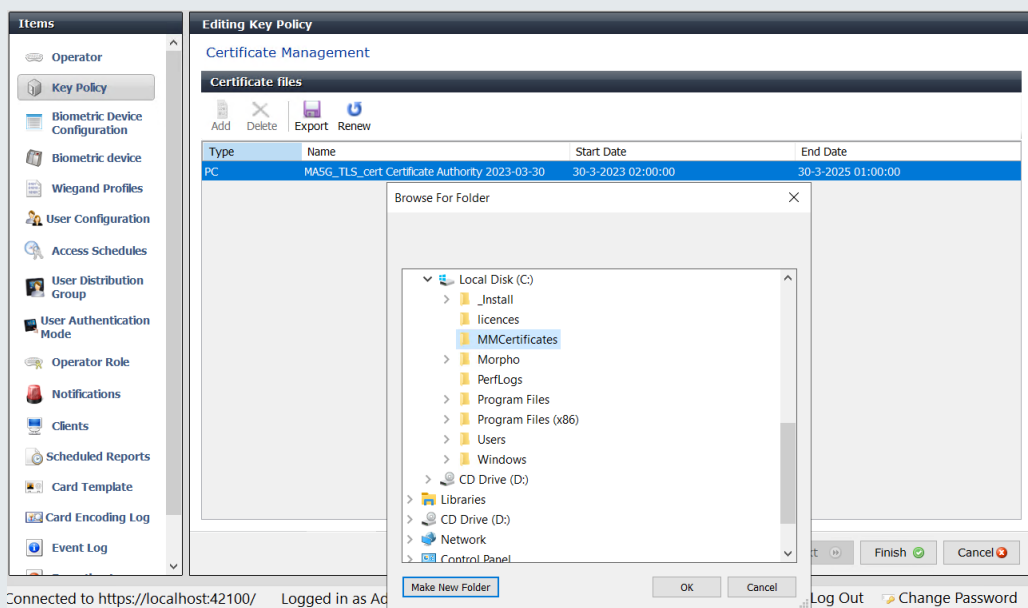 Items
Operator
Key Policy
Biometric Device
Configuration
Biometric device
Wiegand Profiles
User Configuration
Access Schedules
User Distribution
Group
User Authentication
Mode
Operator Role
Notifications
Clients
Scheduled Reports
Card Template
Card Encoding Log
Event Log
Editing Key Policy
Certificate Management
Certificate files
Add Delete Export Renew
Type Name Start Date End Date
PC MA5G_TLS_cert Certificate Authority 2023-03-30 30-3-2023 02:00:00 30-3-2025 01:00:00
Browse For Folder
Local Disk (C:)
_Install
licences
MMCertificates
Morpho
PerfLogs
Program Files
Program Files (x86)
Users
Windows
CD Drive (D:)
Libraries
CD Drive (D:)
Network
Control Panel
Make New Folder OK Cancel
Finish Cancel
Connected to https://localhost:42100/ Logged in as Ad
Log Out Change Password